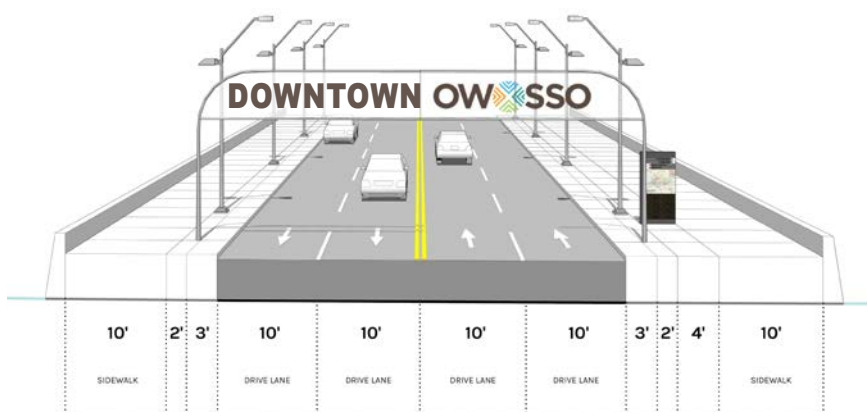 DOWNTOWN OWOSSO
10' 2' 3' 10' 10' 10' 10' 3' 2' 4' 10'
SIDEWALK DRIVE LANE DRIVE LANE DRIVE LANE DRIVE LANE SIDEWALK